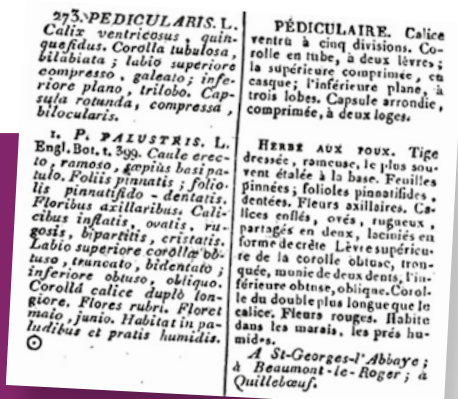 273. PEDICULARIS. L.
Calix ventricosus, quin-
quefidus. Corolla tubulosa,
bilabiata ; labio superiore
compresso, galeato; infe-
riore plano, trilobo. Cap-
sula rotunda, compressa,
bilocularis.
1. P. PALUSTRIS. L.
Engl. Bot. t. 399. Caule erec-
to, ramoso, sæpiùs basi pa-
tulo. Foliis pinnatis ; folio-
lis pinnatifido - dentatis.
Floribus axillaribus. Cali-
cibus inflatis, ovatis, ru-
gosis, bipartitis, cristatis.
Labio superiore corollæ ob-
tuso, truncato, bidentato ;
inferiore obtuso, obliquo.
Corollâ calice duplò lon-
giore. Flores rubri. Floret
maio, junio. Habitat in pa-
ludibus et pratis humidis.
☉
PÉDICULAIRE. Calice
ventru à cinq divisions. Co-
rolle en tube, à deux lèvres;
la supérieure comprimée, en
casque; l'inférieure plane, à
trois lobes. Capsule arrondie,
comprimée, à deux loges.
HERBE AUX POUX. Tige
dressée, rameuse, le plus sou-
vent étalée à la base. Feuilles
pinnées; folioles pinnatifides,
dentées. Fleurs axillaires. Ca-
lices enflés, ovés, rugueux,
partagés en deux, laciniés en
forme de crête Lèvre supérieu-
re de la corolle obtuse, tron-
quée, munie de deux dents, l'in-
férieure obtuse, oblique. Corol-
le du double plus longue que le
calice. Fleurs rouges. Habite
dans les marais, les prés hu-
mides.
A St-Georges-l'Abbaye ;
à Beaumont-le-Roger ; à
Quillebœuf.